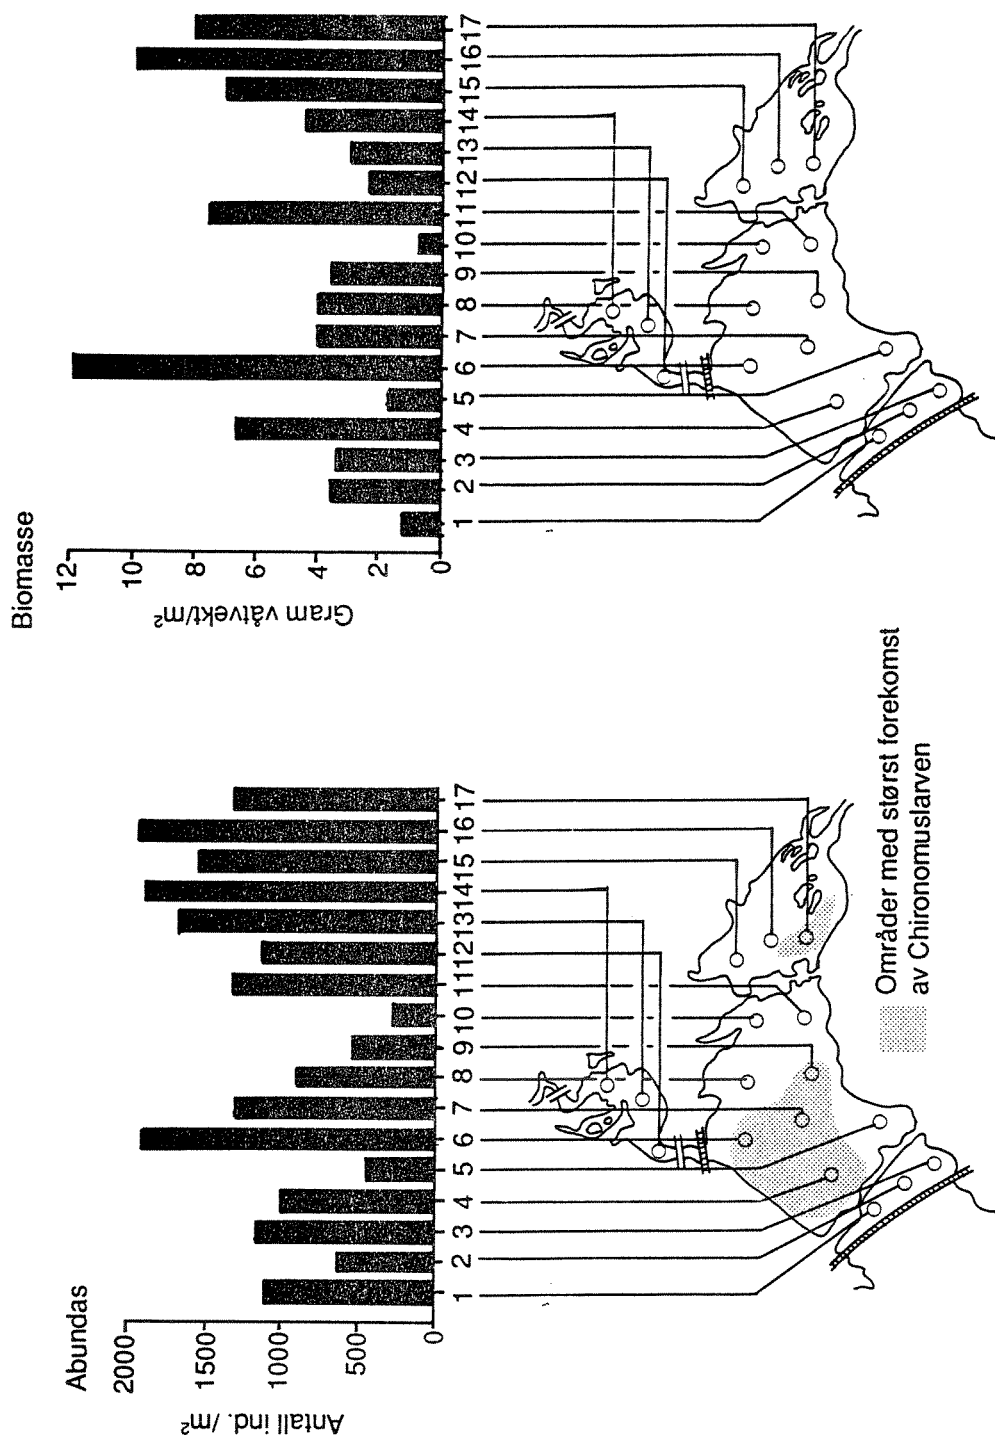 Abundas
2000
1500
1000
500
0
Antall ind. /m²
1 2 3 4 5 6 7 8 9 10 11 12 13 14 15 16 17
Områder med størst forekomst
av Chironomuslarven
Biomasse
12
10
8
6
4
2
0
Gram våtvekt/m²
1 2 3 4 5 6 7 8 9 10 11 12 13 14 15 16 17